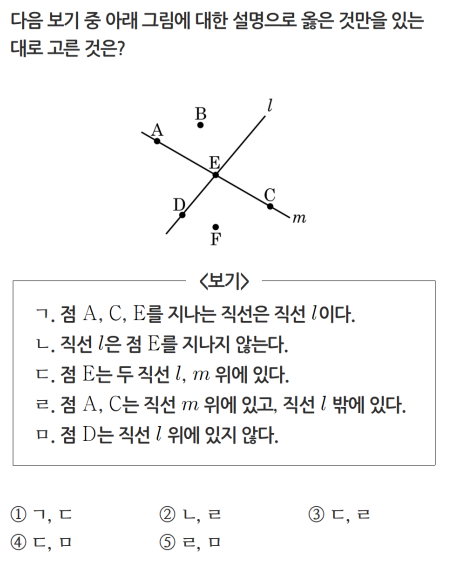 다음 보기 중 아래 그림에 대한 설명으로 옳은 것만을 있는
대로 고른 것은?
l
B
A
E
C
D
m
F
<보기>
ㄱ. 점 A, C, E를 지나는 직선은 직선 l이다.
ㄴ. 직선 l은 점 E를 지나지 않는다.
ㄷ. 점 E는 두 직선 l, m 위에 있다.
ㄹ. 점 A, C는 직선 m 위에 있고, 직선 l 밖에 있다.
ㅁ. 점 D는 직선 l 위에 있지 않다.
① ㄱ, ㄷ ② ㄴ, ㄹ ③ ㄷ, ㄹ
④ ㄷ, ㅁ ⑤ ㄹ, ㅁ